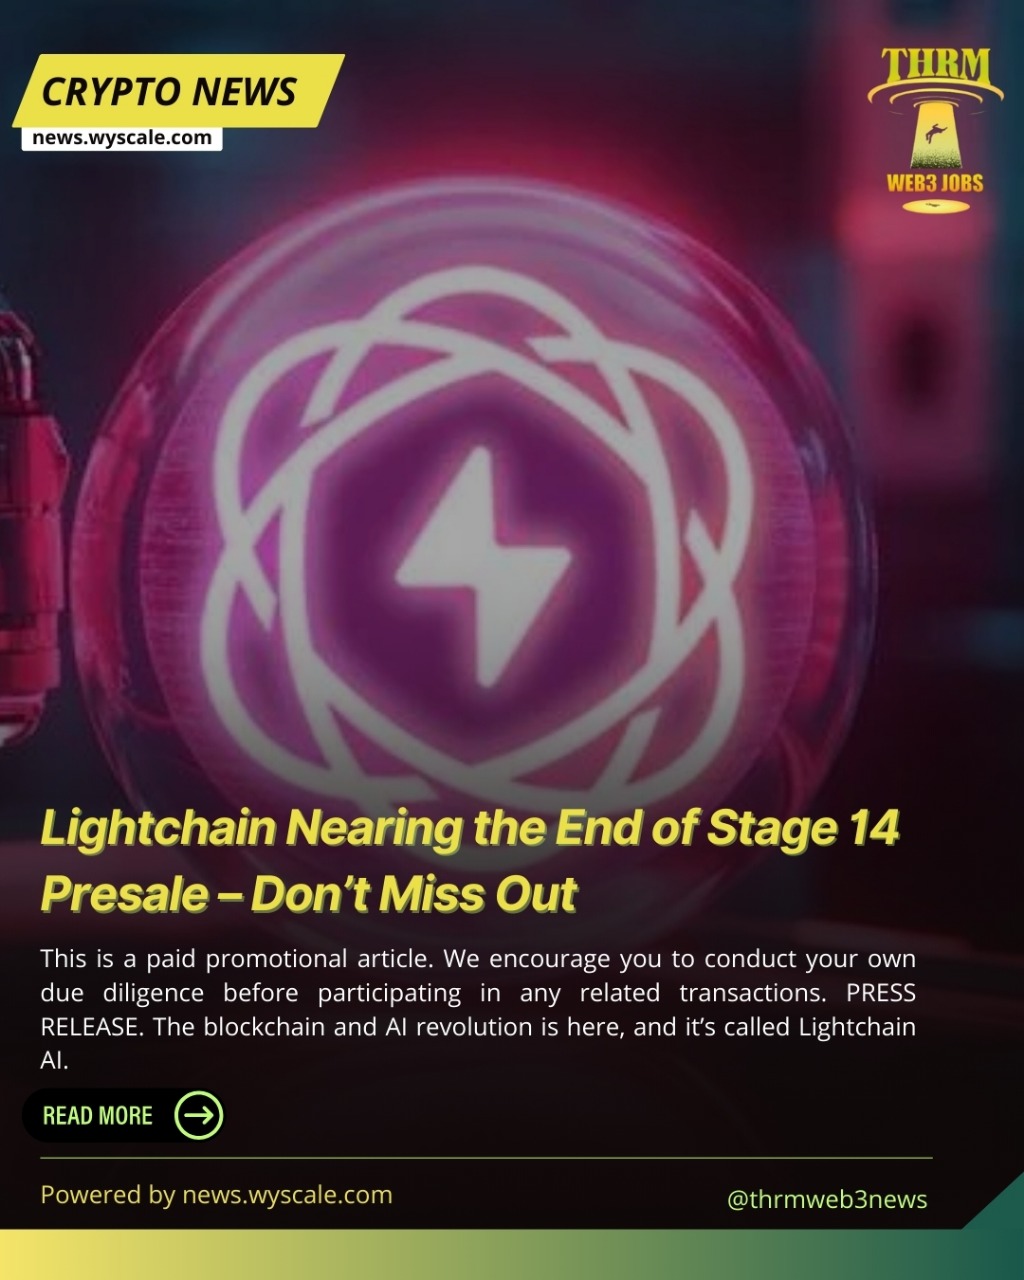 CRYPTO NEWS
news.wyscale.com
THRM
WEB3 JOBS
Lightchain Nearing the End of Stage 14
Presale – Don’t Miss Out
This is a paid promotional article. We encourage you to conduct your own
due diligence before participating in any related transactions. PRESS
RELEASE. The blockchain and AI revolution is here, and it’s called Lightchain
AI.
READ MORE
Powered by news.wyscale.com
@thrmweb3news